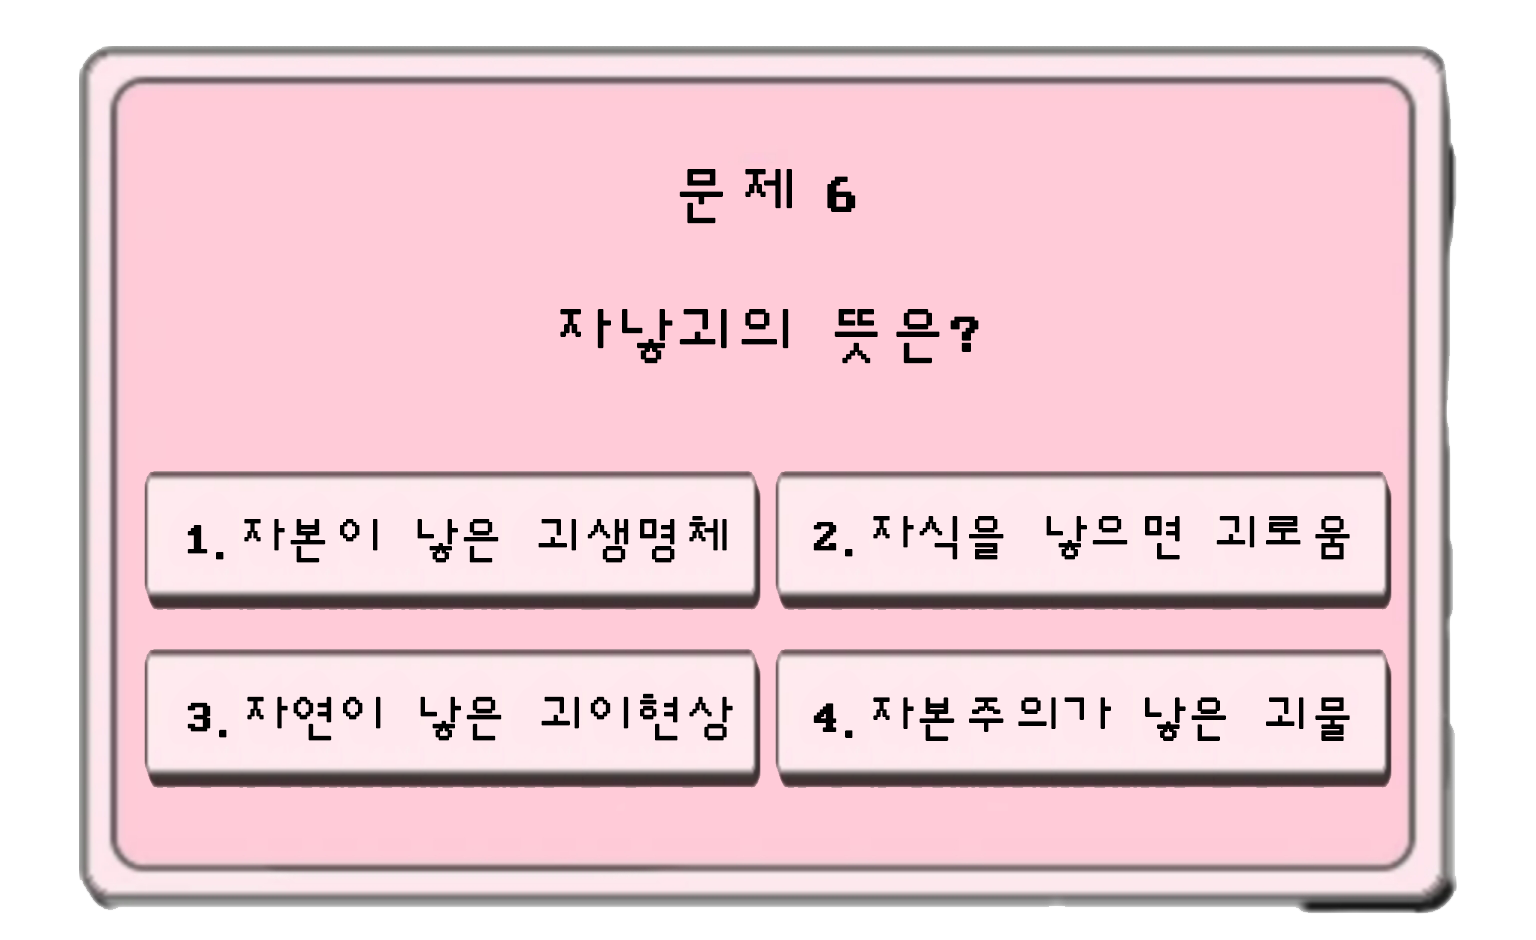 문제 6
자낳괴의 뜻은?
1. 자본이 낳은 괴생명체
2. 자식을 낳으면 괴로움
3. 자연이 낳은 괴이현상
4. 자본주의가 낳은 괴물